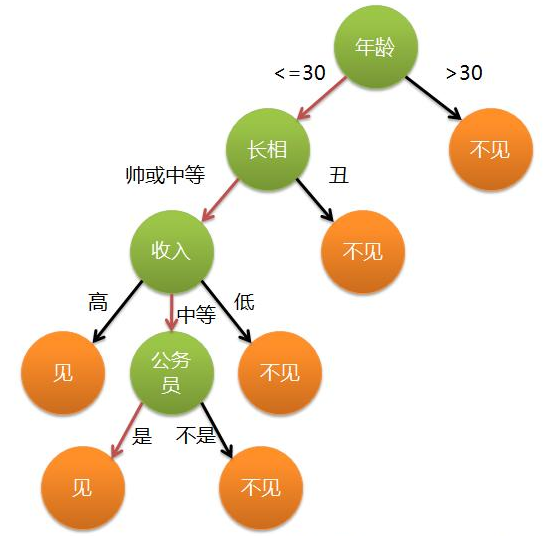 年龄
<=30
>30
长相
不见
帅或中等
丑
收入
不见
高
中等
低
见
公务
员
不见
是
不是
见
不见